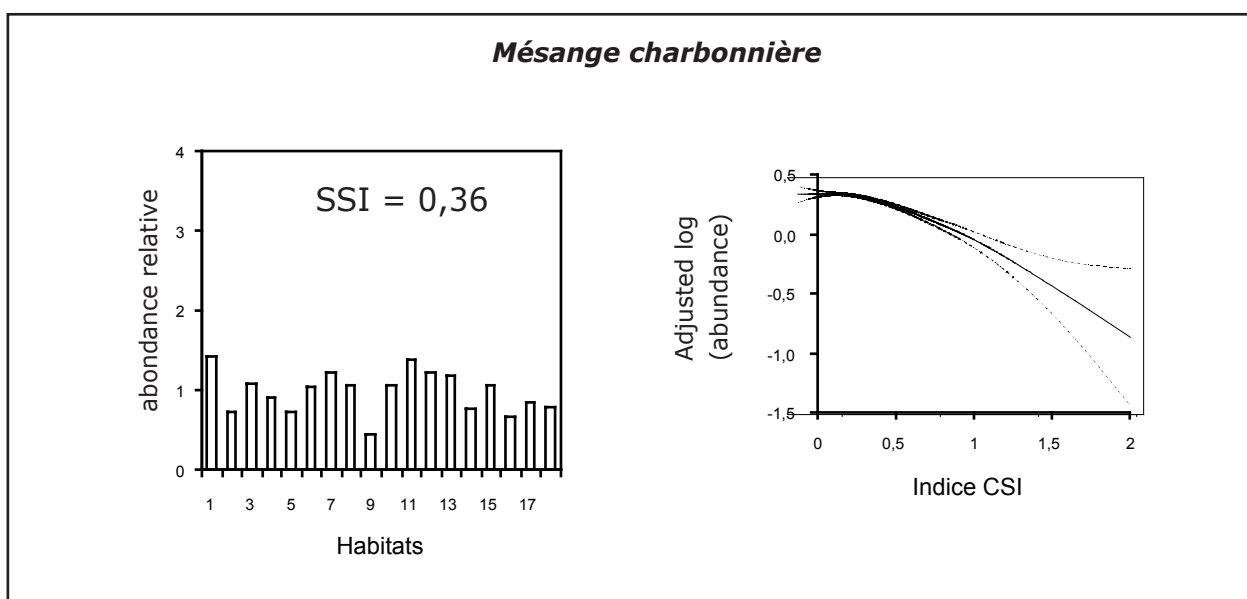 Mésange charbonnière
abondance relative
4
3
2
1
0
SSI = 0,36
1 3 5 7 9 11 13 15 17
Habitats
Adjusted log
(abundance)
0,5
0,0
-0,5
-1,0
-1,5
0 0,5 1 1,5 2
Indice CSI